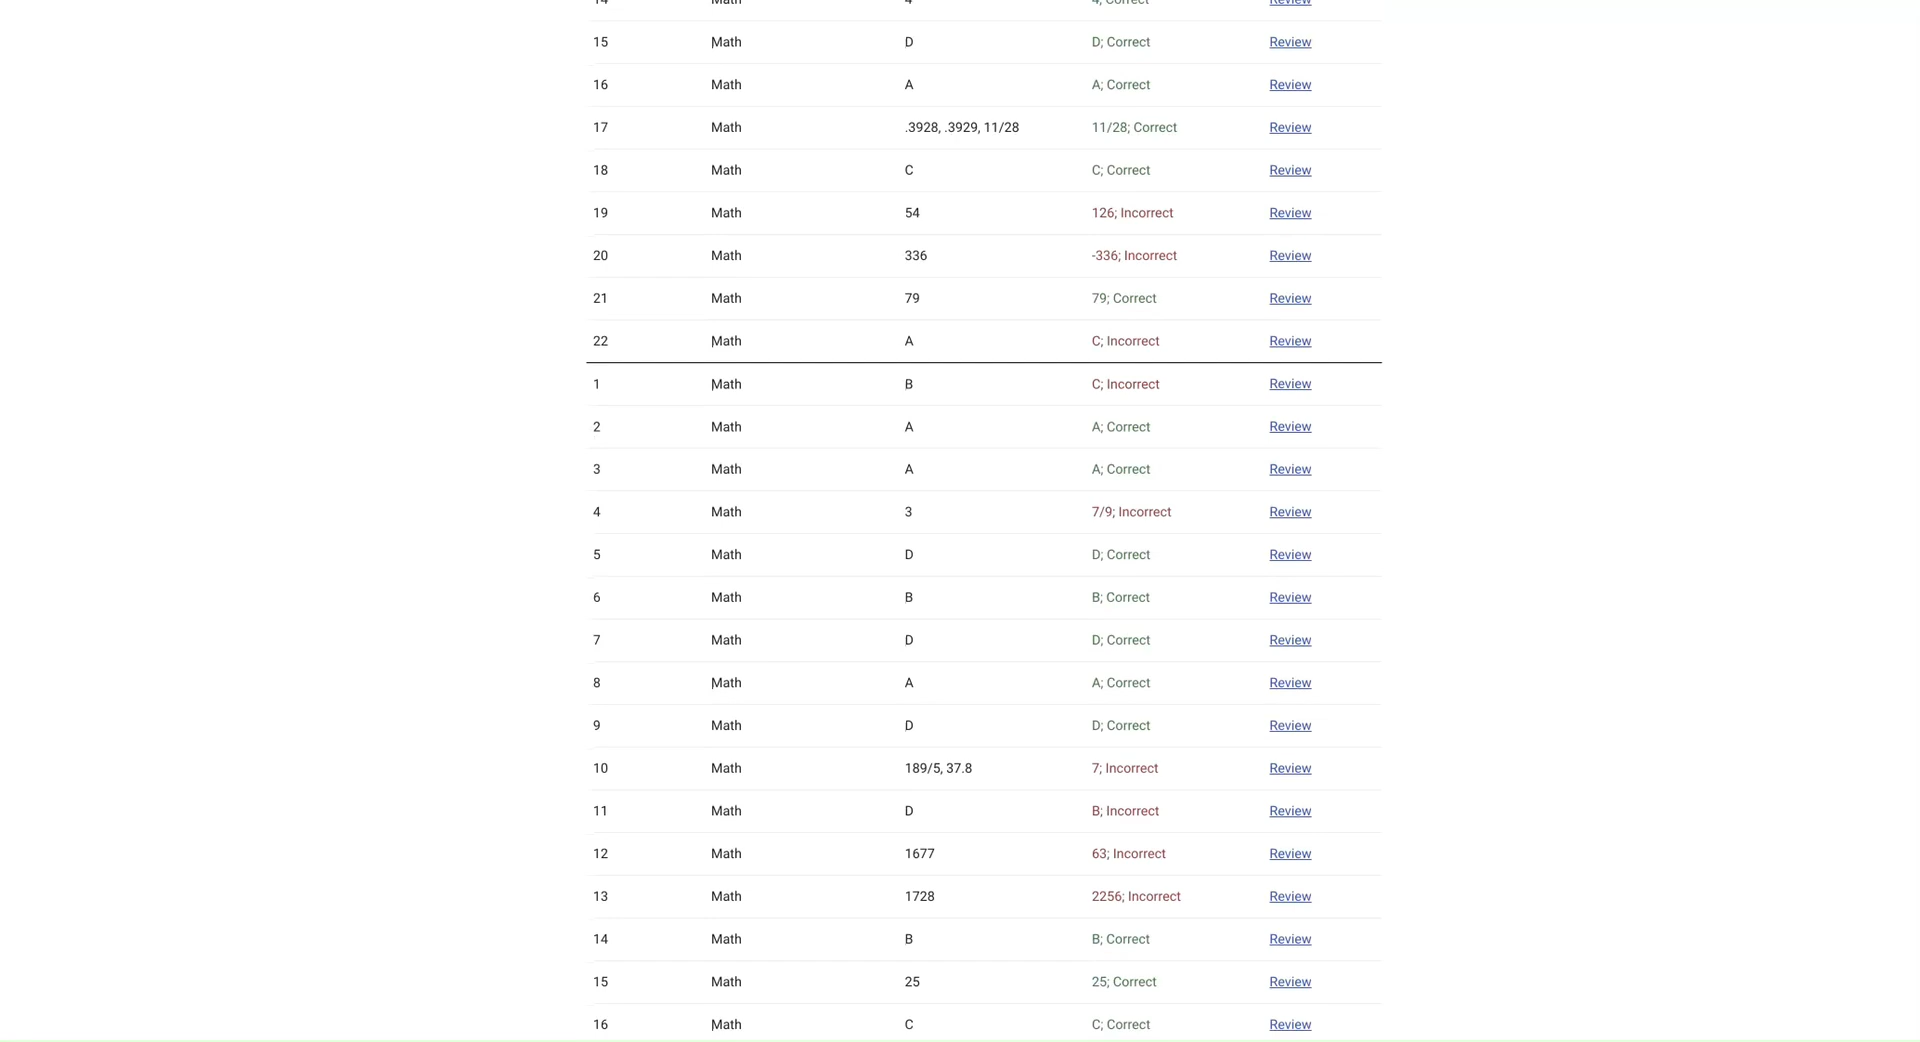 14 Math 4 4; Correct Review
15 Math D D; Correct Review
16 Math A A; Correct Review
17 Math .3928, .3929, 11/28 11/28; Correct Review
18 Math C C; Correct Review
19 Math 54 126; Incorrect Review
20 Math 336 -336; Incorrect Review
21 Math 79 79; Correct Review
22 Math A C; Incorrect Review
1 Math B C; Incorrect Review
2 Math A A; Correct Review
3 Math A A; Correct Review
4 Math 3 7/9; Incorrect Review
5 Math D D; Correct Review
6 Math B B; Correct Review
7 Math D D; Correct Review
8 Math A A; Correct Review
9 Math D D; Correct Review
10 Math 189/5, 37.8 7; Incorrect Review
11 Math D B; Incorrect Review
12 Math 1677 63; Incorrect Review
13 Math 1728 2256; Incorrect Review
14 Math B B; Correct Review
15 Math 25 25; Correct Review
16 Math C C; Correct Review